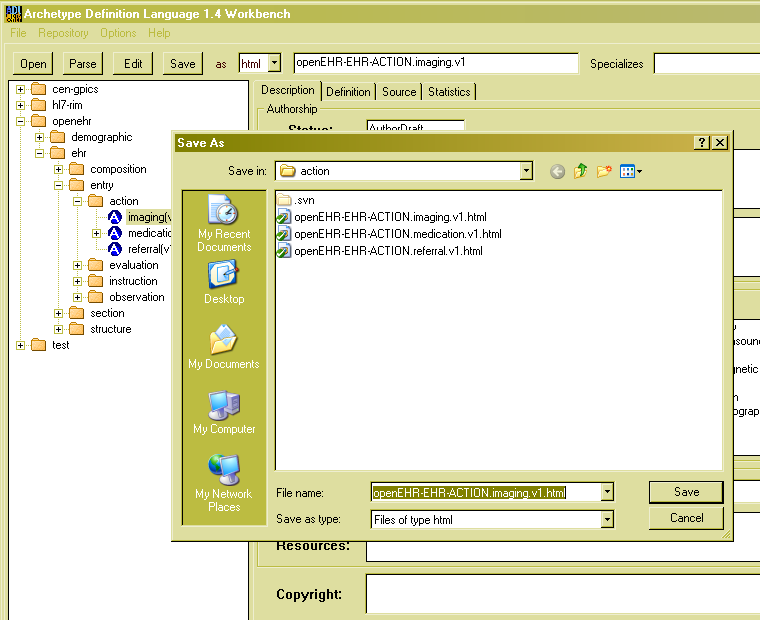 Archetype Definition Language 1.4 Workbench
File Repository Options Help
Open Parse Edit Save as html openEHR-EHR-ACTION.imaging.v1 Specializes
cen-gpics
hl7-rim
openehr
demographic
ehr
composition
entry
action
imaging(v
medicatio
referral(v1
evaluation
instruction
observation
section
structure
test
Description Definition Source Statistics
Authorship
Status: AuthorDraft
Save As
Save in: action
My Recent
Documents
Desktop
My Documents
My Computer
My Network
Places
.svn
openEHR-EHR-ACTION.imaging.v1.html
openEHR-EHR-ACTION.medication.v1.html
openEHR-EHR-ACTION.referral.v1.html
File name: openEHR-EHR-ACTION.imaging.v1.html Save
Save as type: Files of type html Cancel
asoun
gnetic
ograp
Resources:
Copyright: